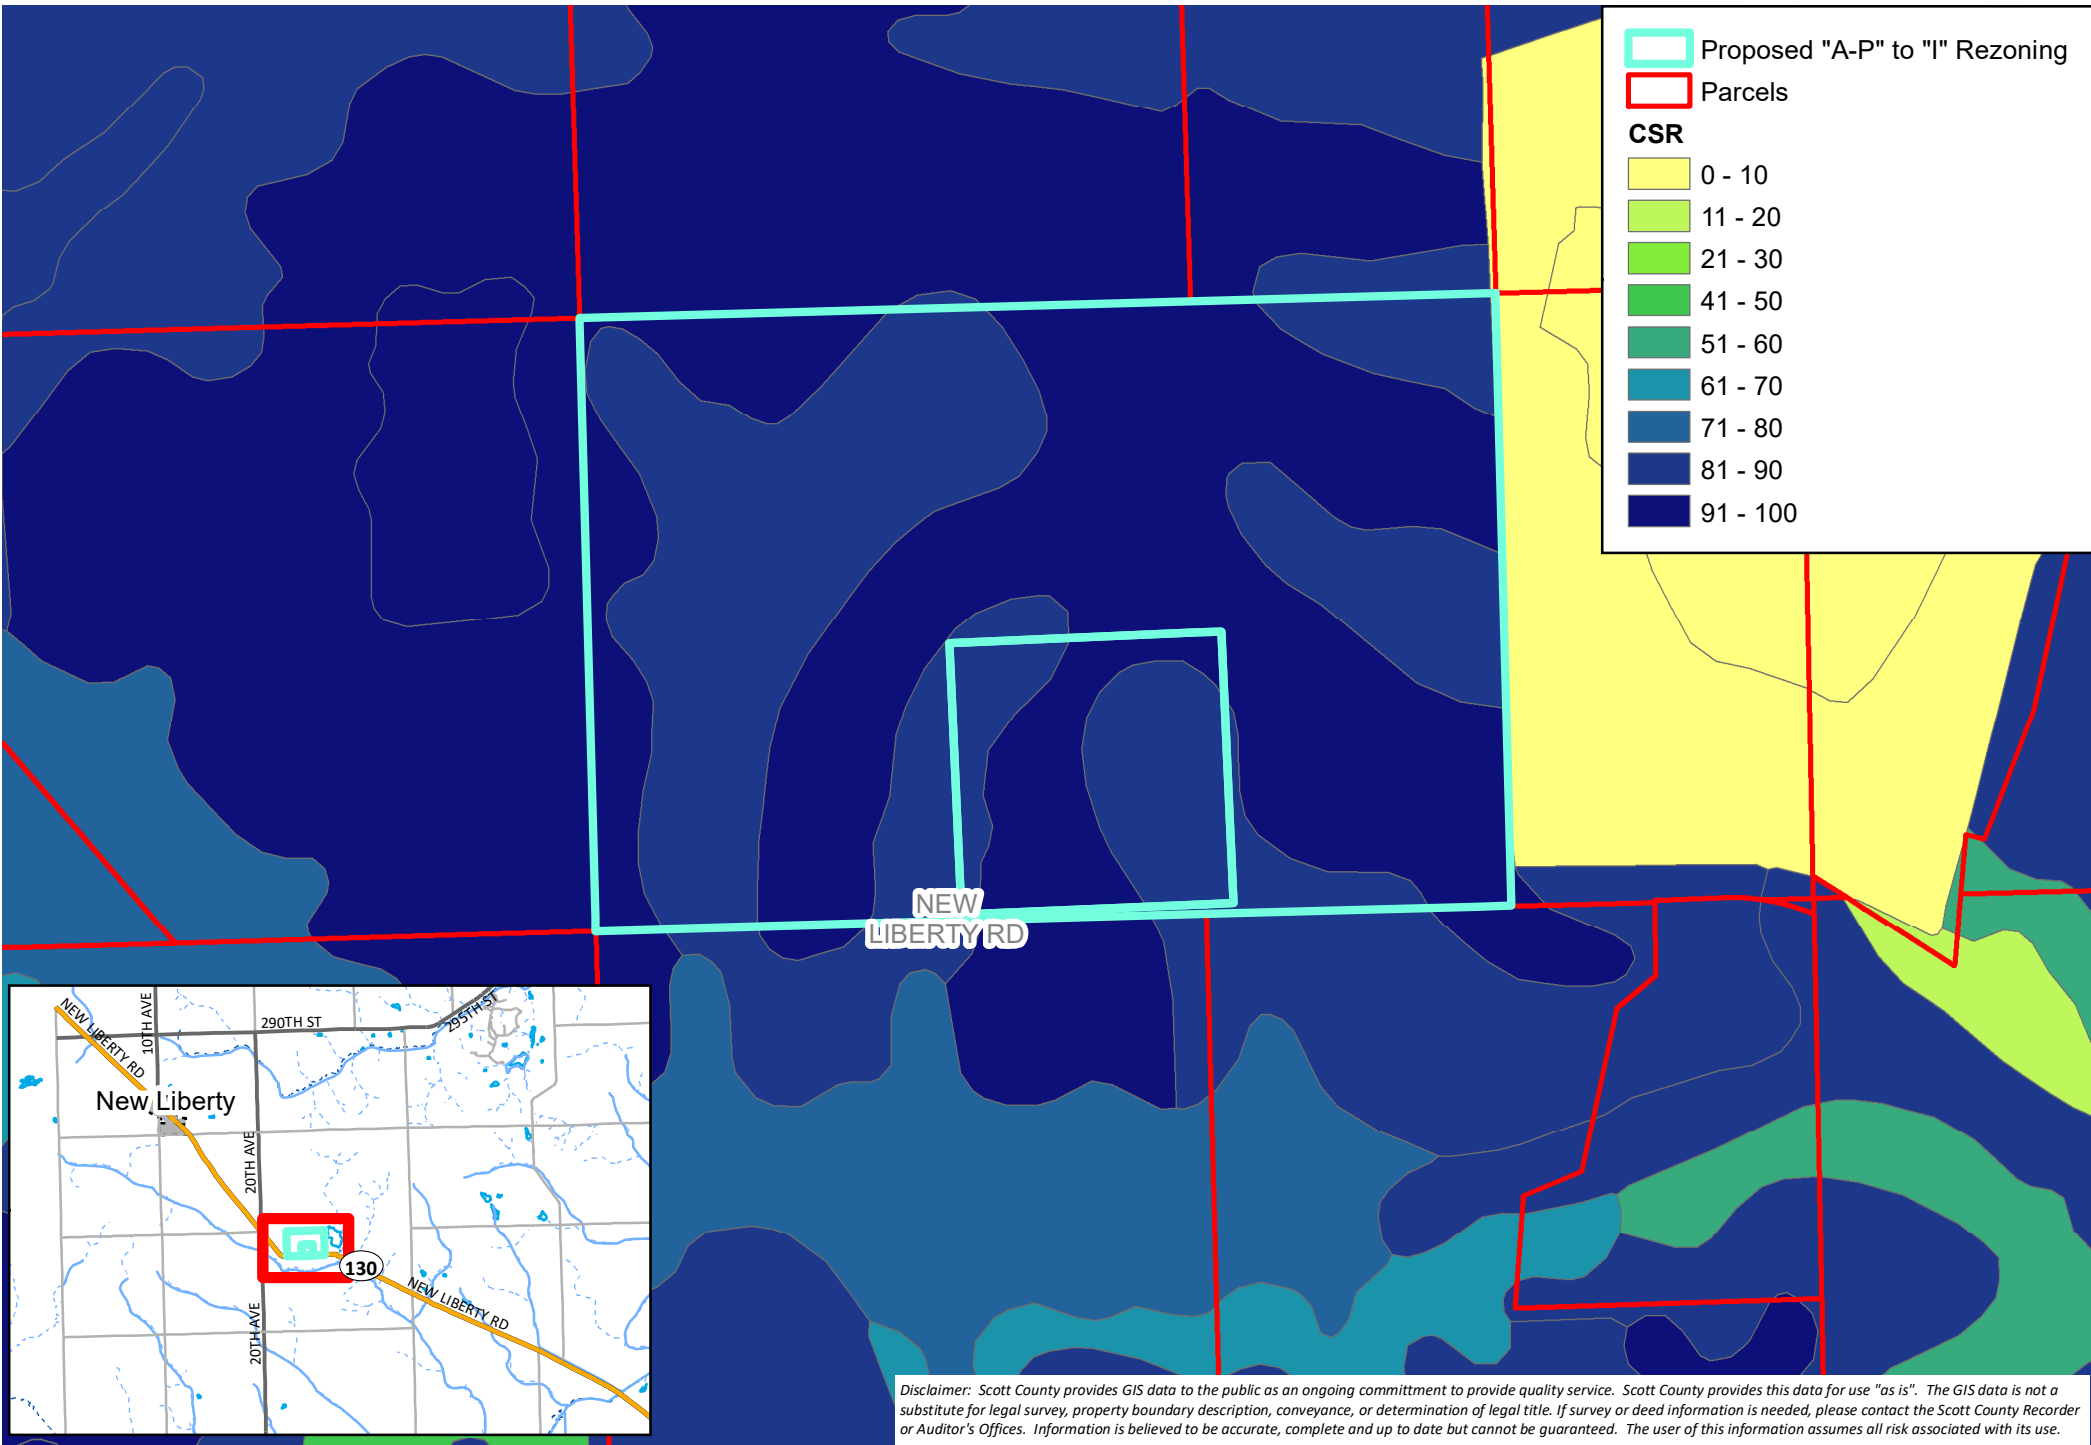 Proposed "A-P" to "I" Rezoning
Parcels
CSR
0 - 10
11 - 20
21 - 30
41 - 50
51 - 60
61 - 70
71 - 80
81 - 90
91 - 100
NEW
LIBERTY RD
NEW LIBERTY RD
10TH AVE
290TH ST
295TH ST
New Liberty
20TH AVE
130
NEW LIBERTY RD
20TH AVE
Disclaimer: Scott County provides GIS data to the public as an ongoing committment to provide quality service. Scott County provides this data for use "as is". The GIS data is not a
substitute for legal survey, property boundary description, conveyance, or determination of legal title. If survey or deed information is needed, please contact the Scott County Recorder
or Auditor's Offices. Information is believed to be accurate, complete and up to date but cannot be guaranteed. The user of this information assumes all risk associated with its use.